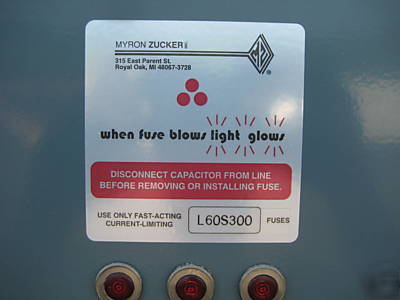 MYRON ZUCKER
315 East Parent St.
Royal Oak, MI 48067-3728
when fuse blows light glows
DISCONNECT CAPACITOR FROM LINE
BEFORE REMOVING OR INSTALLING FUSE.
USE ONLY FAST-ACTING
CURRENT-LIMITING
L60S300
FUSES